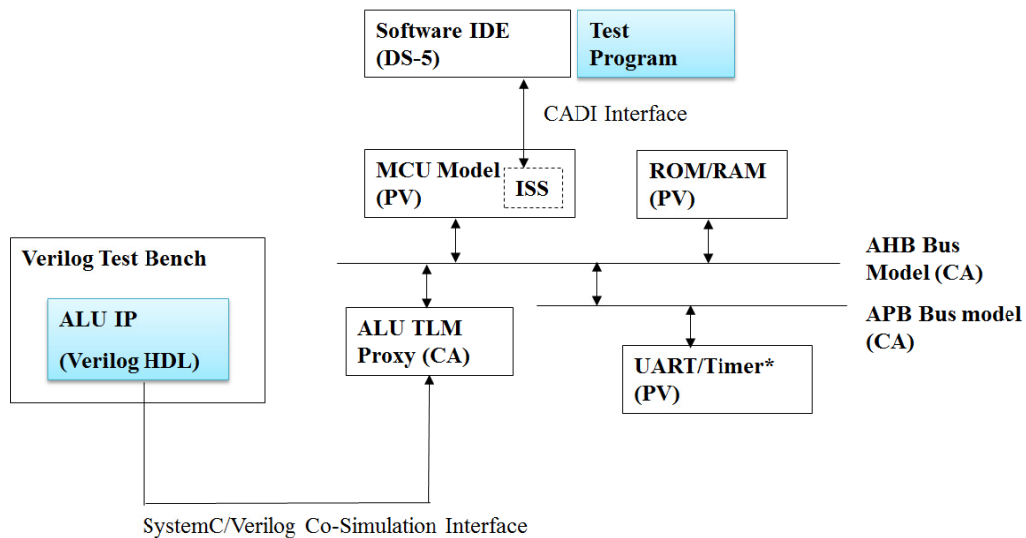 Software IDE
(DS-5)
Test
Program
CADI Interface
MCU Model
(PV)
ISS
ROM/RAM
(PV)
Verilog Test Bench
ALU IP
(Verilog HDL)
AHB Bus
Model (CA)
ALU TLM
Proxy (CA)
APB Bus model
(CA)
UART/Timer*
(PV)
SystemC/Verilog Co-Simulation Interface